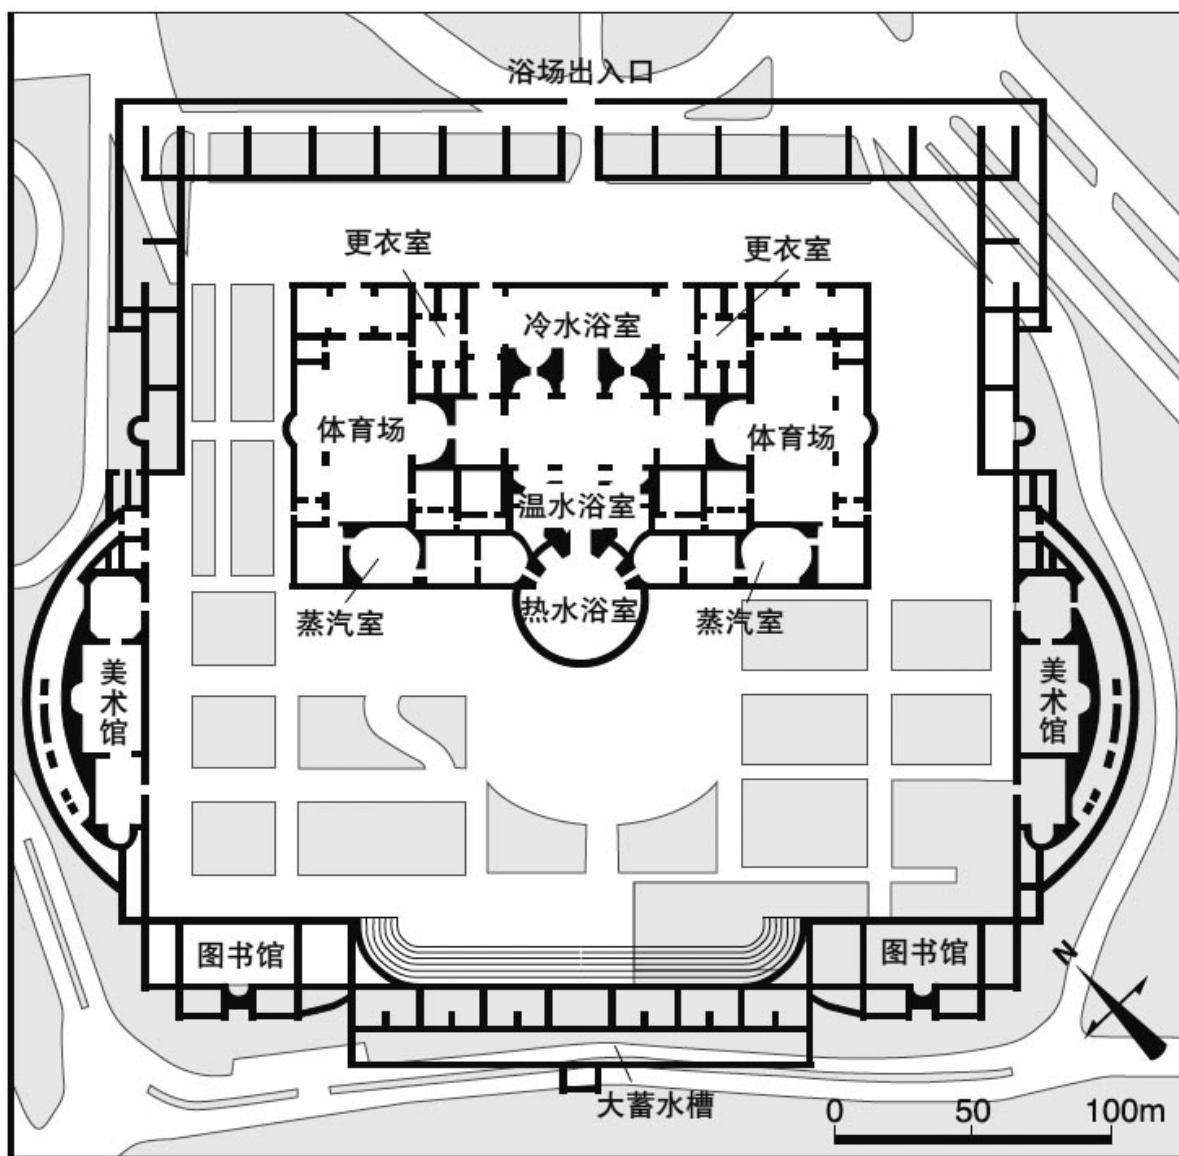 浴场出入口
更衣室
更衣室
冷水浴室
体育场
体育场
温水浴室
蒸汽室
热水浴室
蒸汽室
美术馆
美术馆
图书馆
图书馆
N
大蓄水槽
0 50 100m